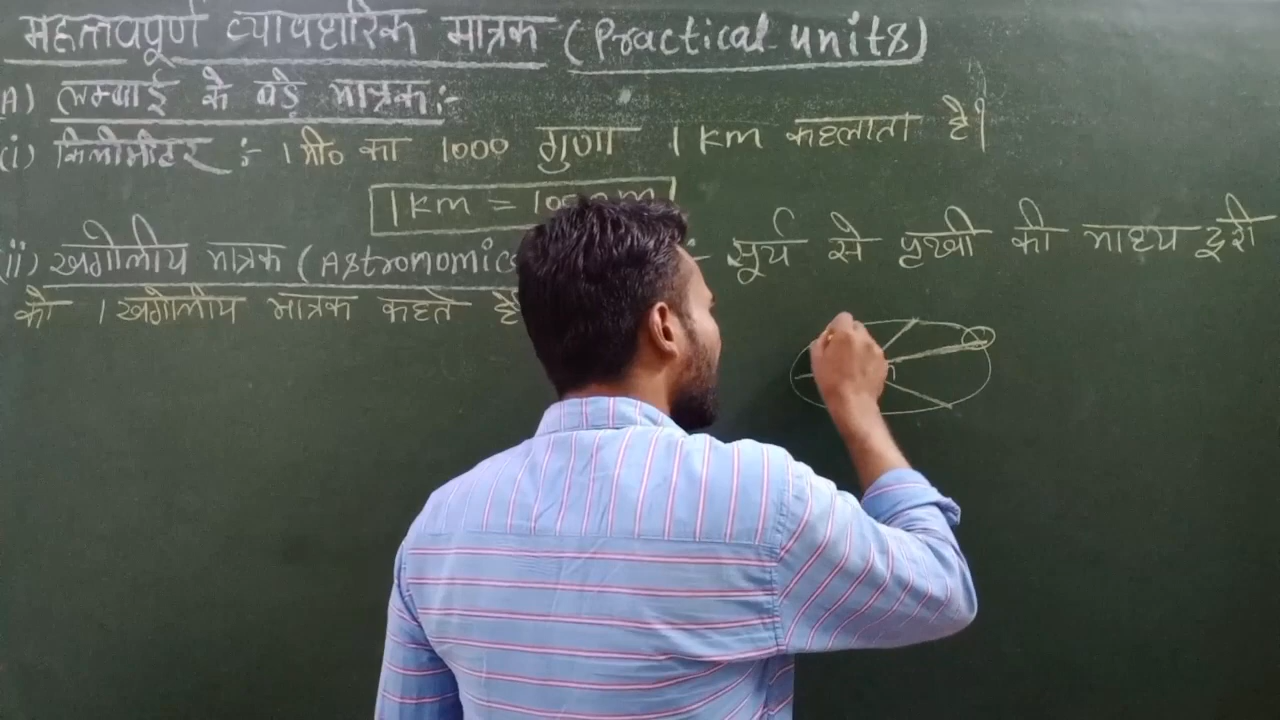 महत्त्वपूर्ण व्यावहारिक मात्रक (Practical units)
A) लम्बाई के बड़े मात्रक :-
(i) किलोमीटर :- 1 मी० का 1000 गुणा 1 km कहलाता है।
1 km = 1000 m
(ii) खगोलीय मात्रक (Astronomic :- सूर्य से पृथ्वी की माध्य दूरी
को 1 खगोलीय मात्रक कहते है